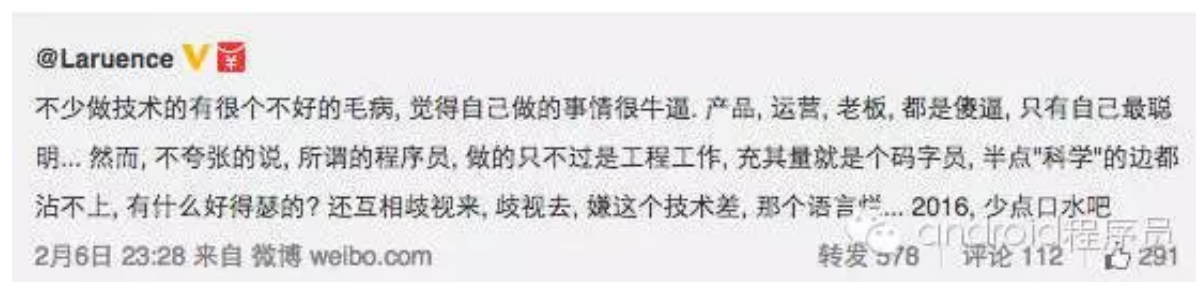 @Laruence
不少做技术的有很个不好的毛病, 觉得自己做的事情很牛逼. 产品, 运营, 老板, 都是傻逼, 只有自己最聪
明... 然而, 不夸张的说, 所谓的程序员, 做的只不过是工程工作, 充其量就是个码字员, 半点"科学"的边都
沾不上, 有什么好得瑟的? 还互相歧视来, 歧视去, 嫌这个技术差, 那个语言烂... 2016, 少点口水吧
2月6日 23:28 来自 微博 weibo.com 转发 578 评论 112 291
android程序员